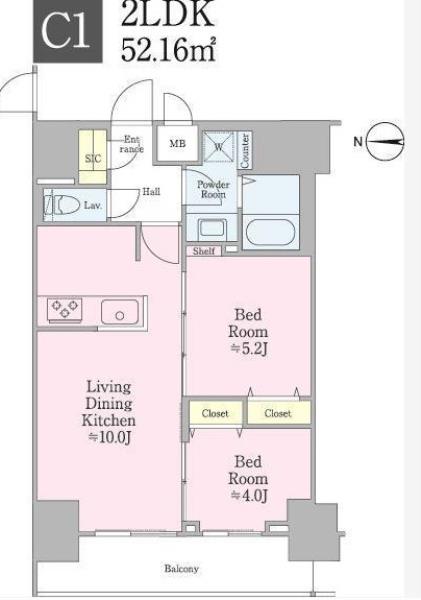 C1
2LDK
52.16㎡
Ent
rance
MB
W
Counter
SIC
N
Hall
Powder
Room
Lav.
Shelf
Bed
Room
≒5.2J
Living
Dining
Kitchen
≒10.0J
Closet
Closet
Bed
Room
≒4.0J
Balcony